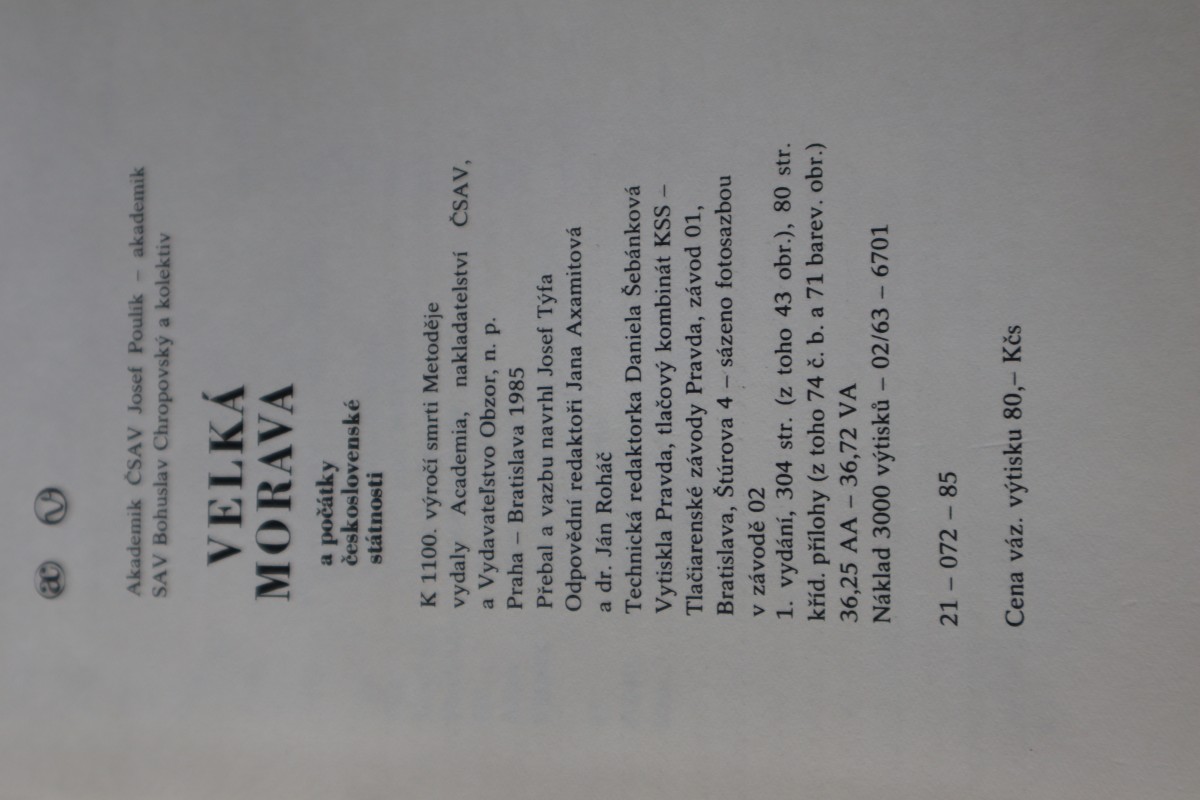 Akademik ČSAV Josef Poulík – akademik
SAV Bohuslav Chropovský a kolektiv
VELKÁ
MORAVA
a počátky
československé
státnosti
K 1100. výročí smrti Metoděje
vydaly Academia, nakladatelství ČSAV,
a Vydavateľstvo Obzor, n. p.
Praha – Bratislava 1985
Přebal a vazbu navrhl Josef Týfa
Odpovědní redaktoři Jana Axamitová
a dr. Ján Roháč
Technická redaktorka Daniela Šebánková
Vytiskla Pravda, tlačový kombinát KSS –
Tlačiarenské závody Pravda, závod 01,
Bratislava, Štúrova 4 – sázeno fotosazbou
v závodě 02
1. vydání, 304 str. (z toho 43 obr.), 80 str.
kříd. přílohy (z toho 74 č. b. a 71 barev. obr.)
36,25 AA – 36,72 VA
Náklad 3000 výtisků – 02/63 – 6701
21 – 072 – 85
Cena váz. výtisku 80,– Kčs